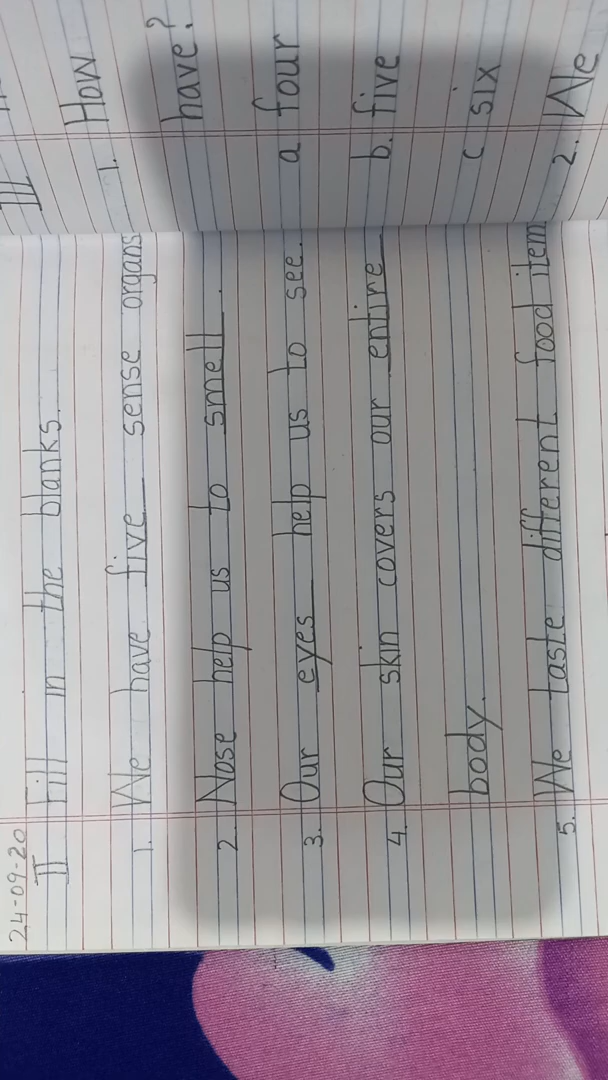 24-09-20
II Fill in the blanks.
1. We have five sense organs
2. Nose help us to smell.
3. Our eyes help us to see.
4. Our skin covers our entire
body.
5. We taste different food item
III
1. How
have?
a four
b. five
c six
2. We